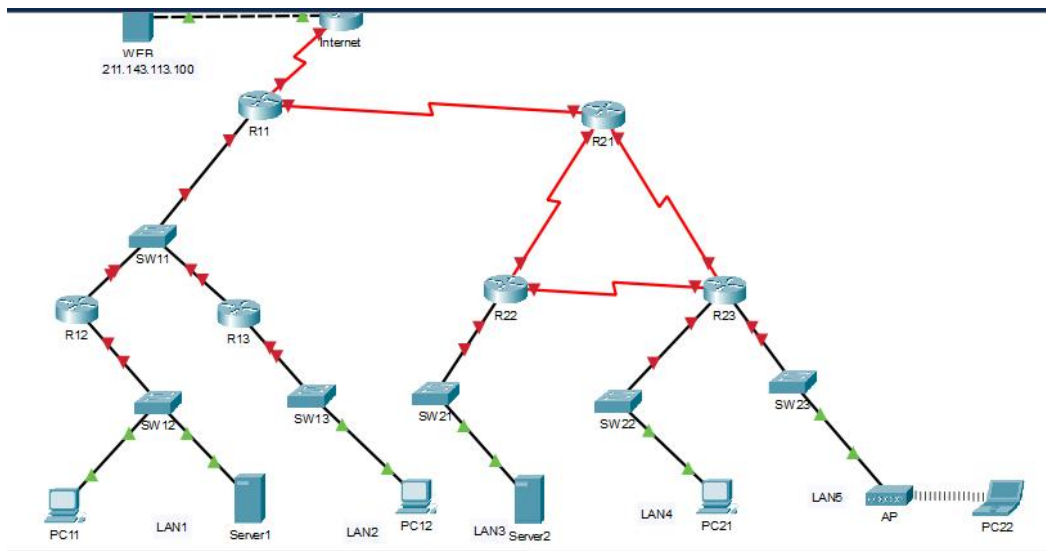 WEB
Internet
211.143.113.100
R11
R21
SW11
R12
R13
R22
R23
SW12
SW13
SW21
SW22
SW23
PC11
LAN1
Server1
LAN2
PC12
LAN3
Server2
LAN4
PC21
LAN5
AP
PC22